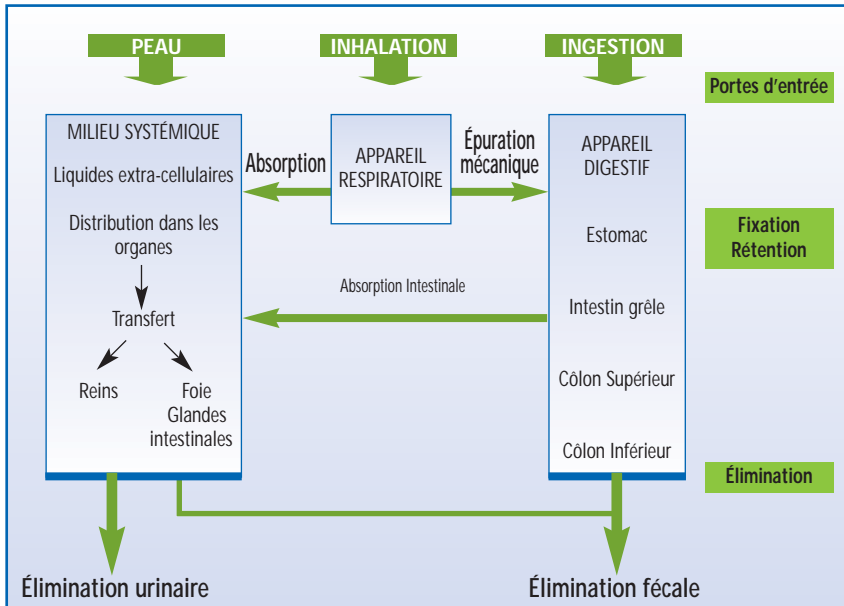 PEAU
INHALATION
INGESTION
Portes d'entrée
MILIEU SYSTÉMIQUE
Liquides extra-cellulaires
Distribution dans les
organes
Transfert
Reins
Foie
Glandes
intestinales
Absorption
APPAREIL
RESPIRATOIRE
Épuration
mécanique
Absorption Intestinale
APPAREIL
DIGESTIF
Estomac
Intestin grêle
Côlon Supérieur
Côlon Inférieur
Fixation
Rétention
Élimination
Élimination urinaire
Élimination fécale